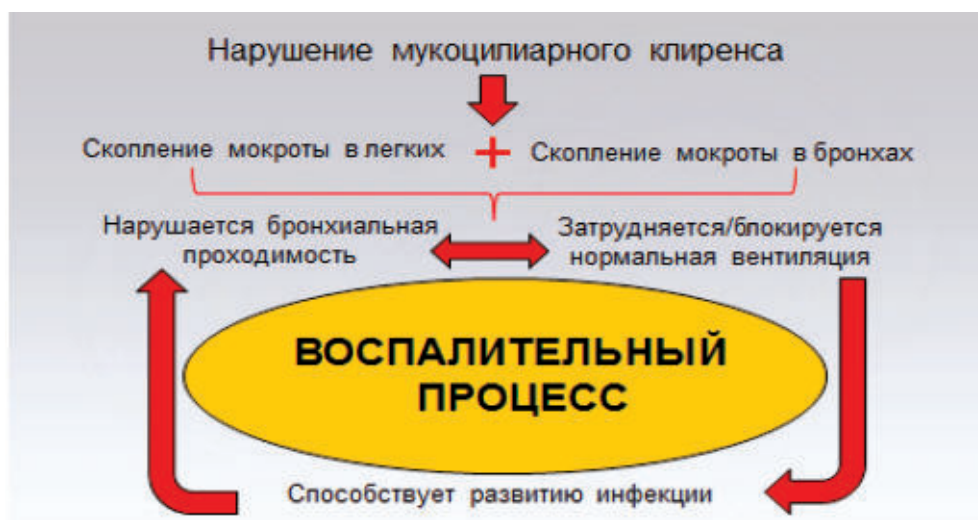 Нарушение мукоцилиарного клиренса
Скопление мокроты в легких + Скопление мокроты в бронхах
Нарушается бронхиальная
проходимость
Затрудняется/блокируется
нормальная вентиляция
ВОСПАЛИТЕЛЬНЫЙ
ПРОЦЕСС
Способствует развитию инфекции